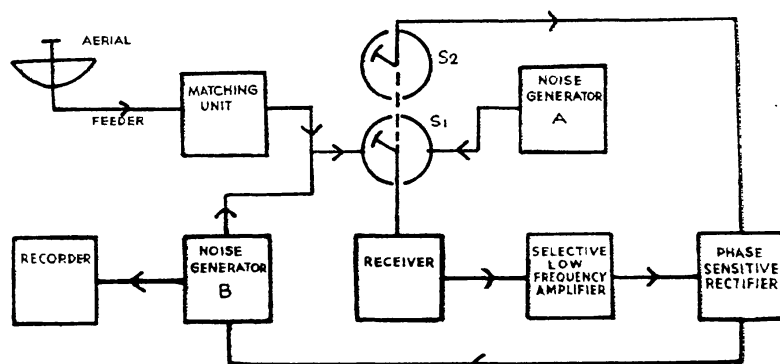 AERIAL
FEEDER
MATCHING
UNIT
S2
S1
NOISE
GENERATOR
A
RECORDER
NOISE
GENERATOR
B
RECEIVER
SELECTIVE
LOW
FREQUENCY
AMPLIFIER
PHASE
SENSITIVE
RECTIFIER